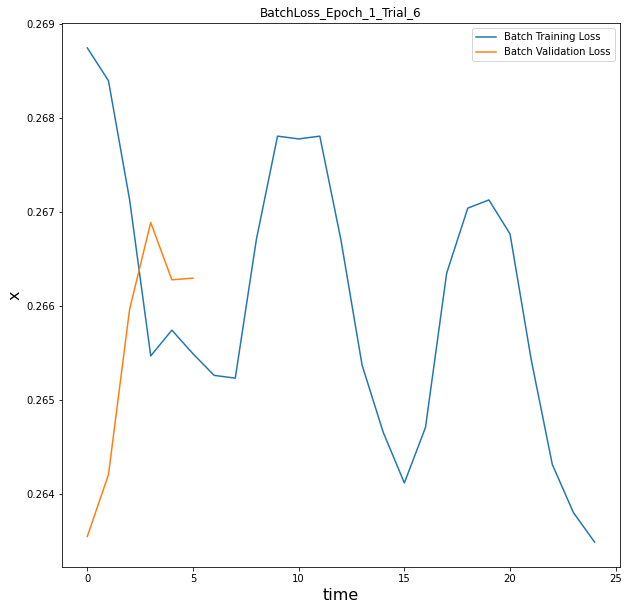 BatchLoss_Epoch_1_Trial_6
Batch Training Loss
Batch Validation Loss
0.269
0.268
0.267
0.266
0.265
0.264
x
0 5 10 15 20 25
time